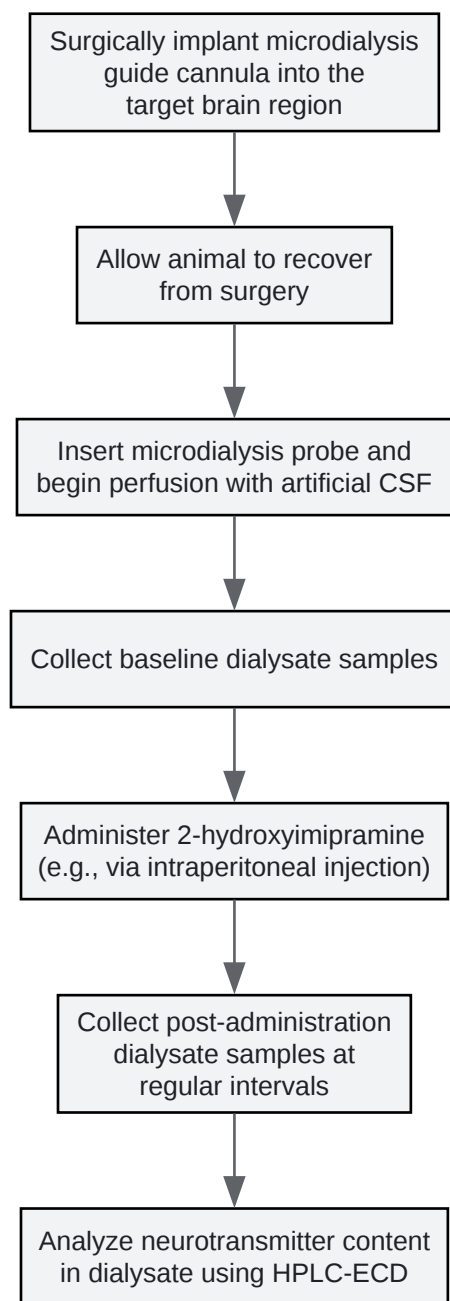 Surgically implant microdialysis
guide cannula into the
target brain region
Allow animal to recover
from surgery
Insert microdialysis probe and
begin perfusion with artificial CSF
Collect baseline dialysate samples
Administer 2-hydroxyimipramine
(e.g., via intraperitoneal injection)
Collect post-administration
dialysate samples at
regular intervals
Analyze neurotransmitter content
in dialysate using HPLC-ECD